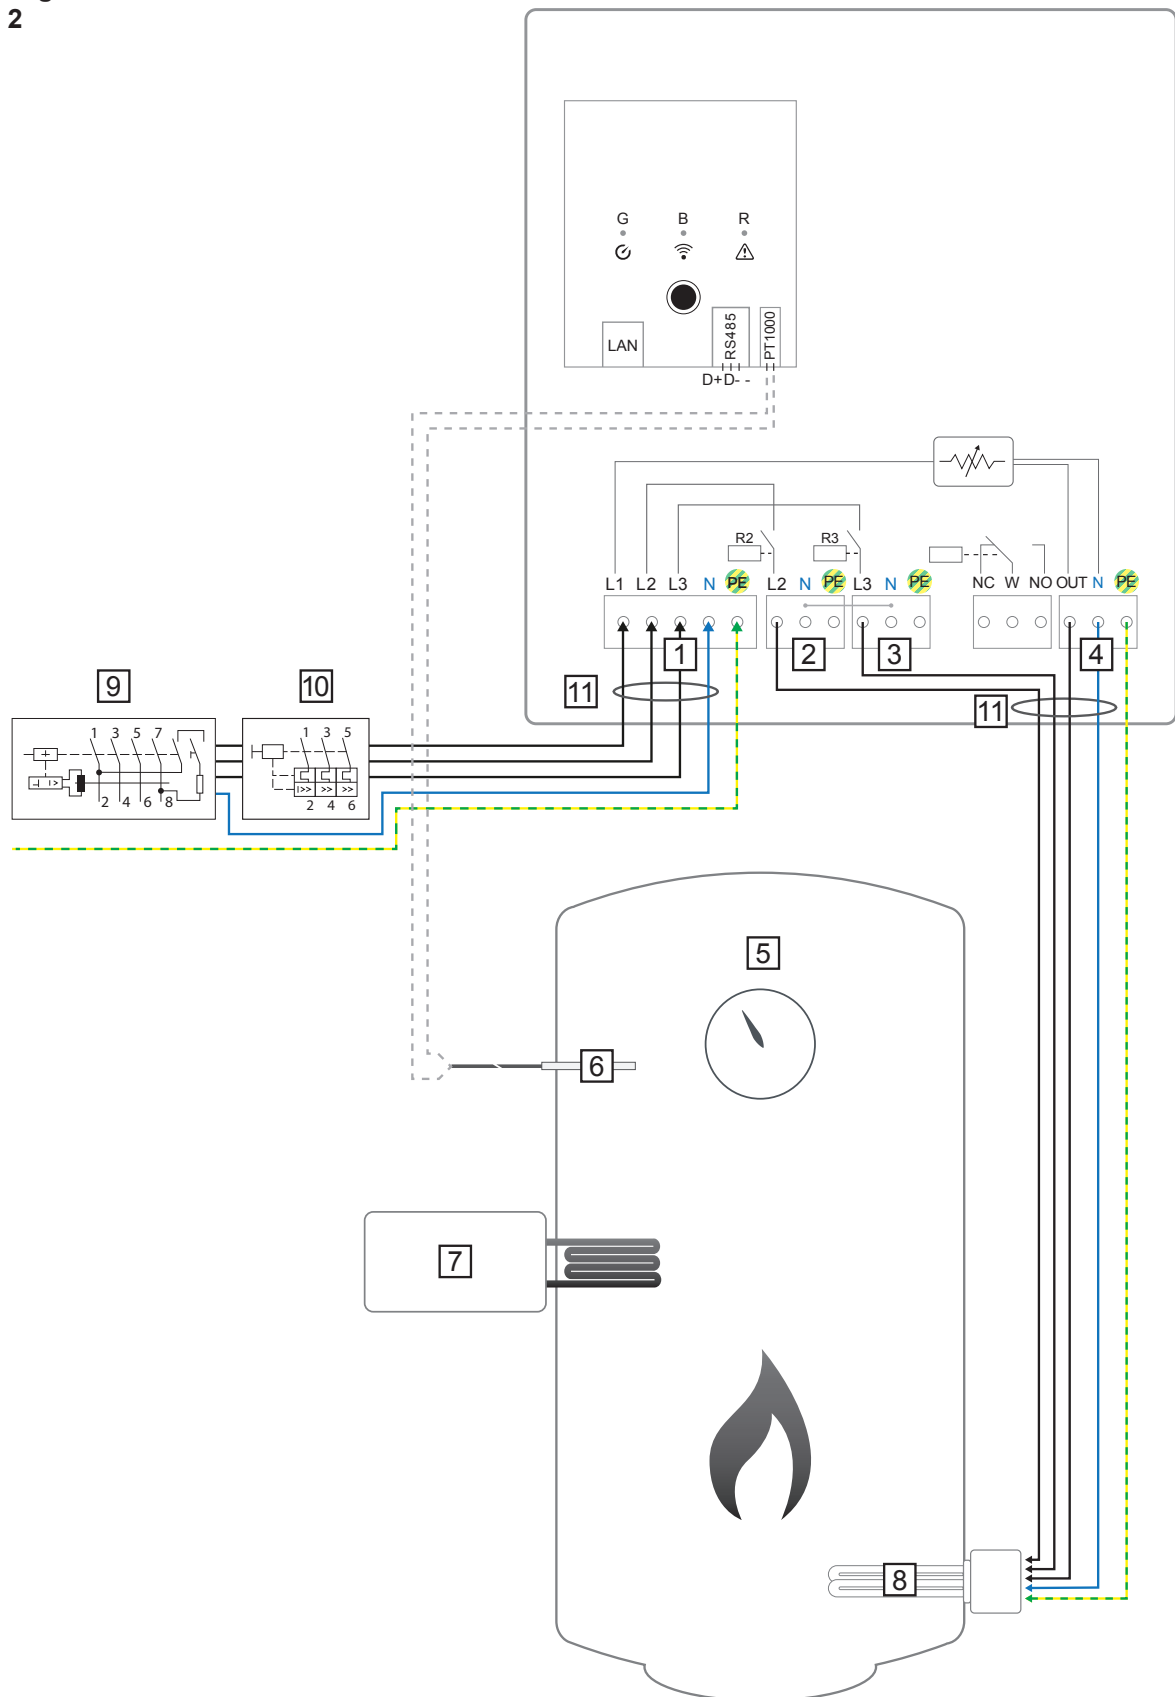 2
G B R
LAN
RS485
PT1000
D+D- -
R2 R3
L1 L2 L3 N PE L2 N PE L3 N PE NC W NO OUT N PE
1 2 3 4
11
11
9 10
1 3 5 7
2 4 6 8
I>
1 3 5
I>> >> >>
2 4 6
5
6
7
8